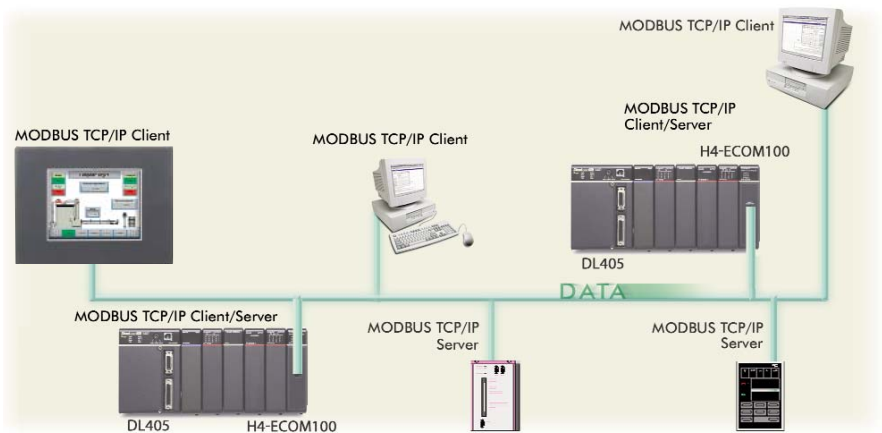 MODBUS TCP/IP Client
MODBUS TCP/IP
Client/Server
H4-ECOM100
MODBUS TCP/IP Client
MODBUS TCP/IP Client
DL405
DATA
MODBUS TCP/IP Client/Server
MODBUS TCP/IP
Server
MODBUS TCP/IP
Server
DL405
H4-ECOM100